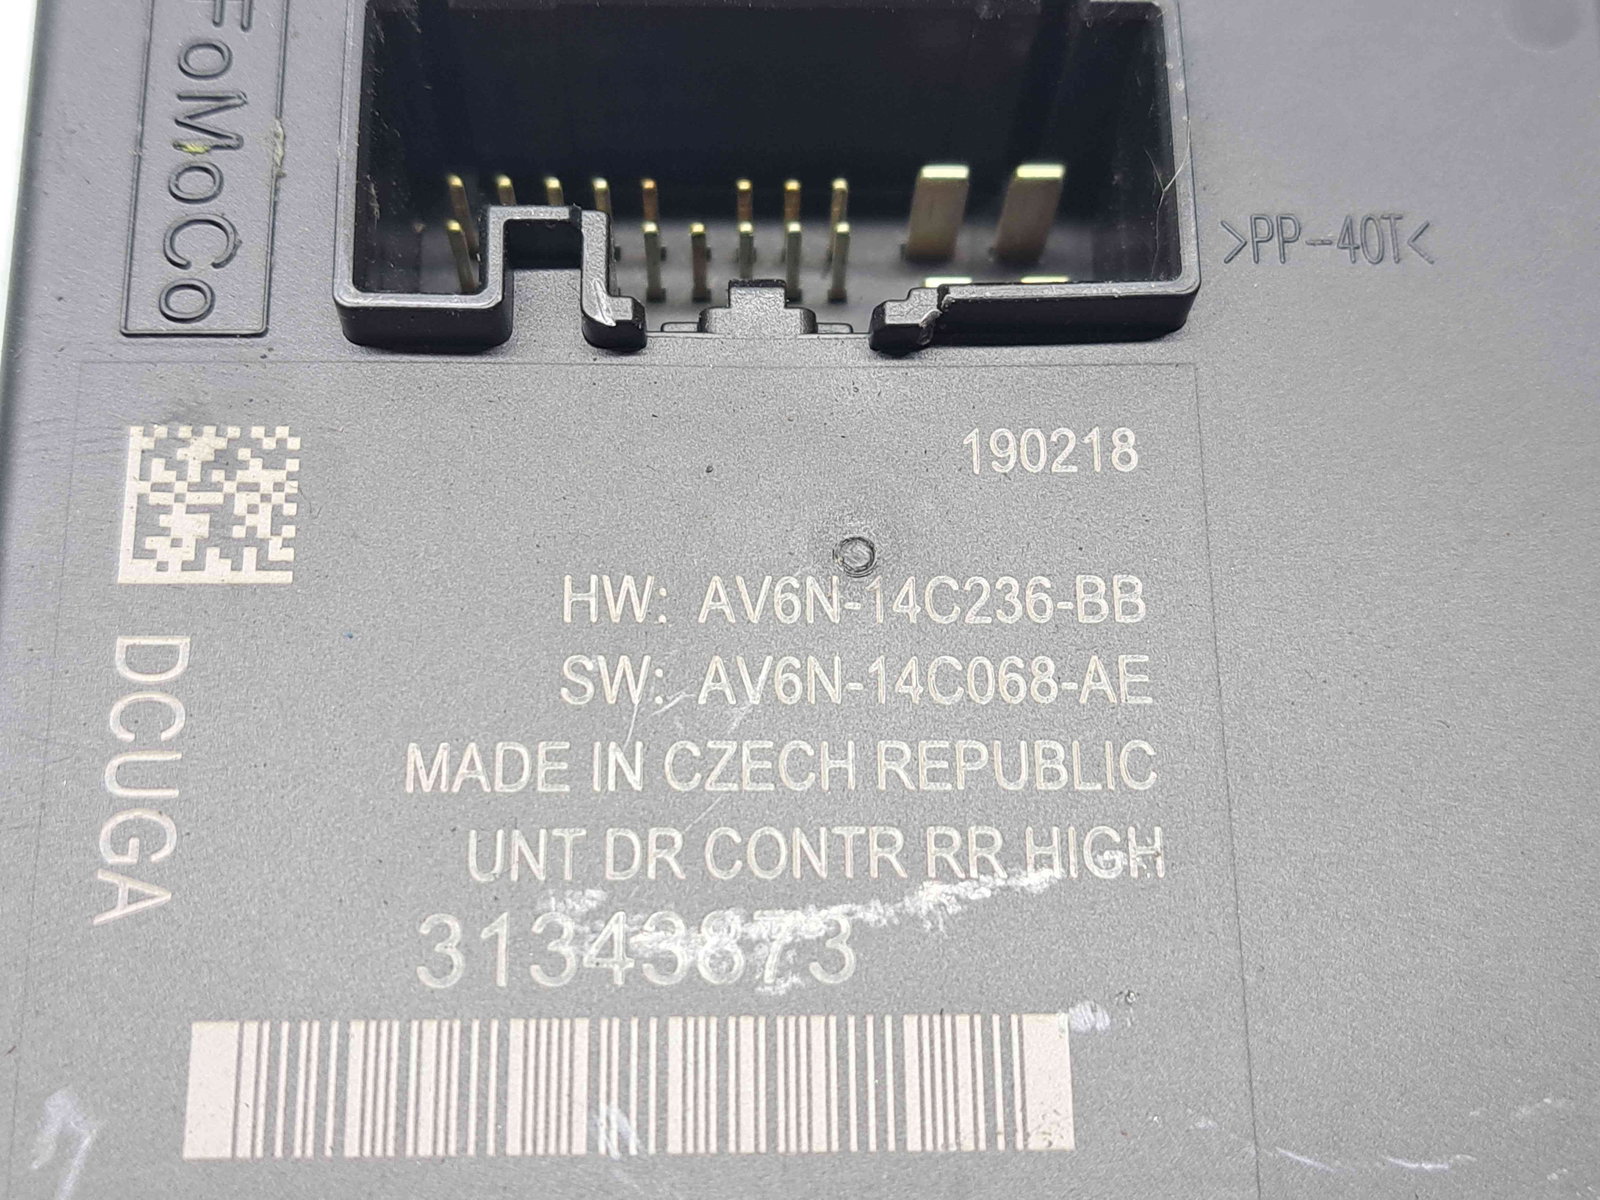 FoMoCo
>PP-40T<
190218
HW: AV6N-14C236-BB
SW: AV6N-14C068-AE
MADE IN CZECH REPUBLIC
UNT DR CONTR RR HIGH
31343873
DCUGA